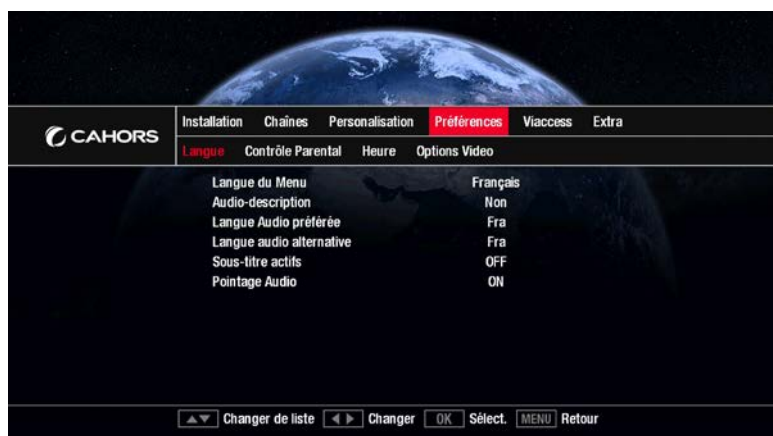 CAHORS
Installation Chaînes Personalisation Préférences Viaccess Extra
Langue Contrôle Parental Heure Options Video
Langue du Menu Français
Audio-description Non
Langue Audio préférée Fra
Langue audio alternative Fra
Sous-titre actifs OFF
Pointage Audio ON
Changer de liste Changer OK Sélect. MENU Retour